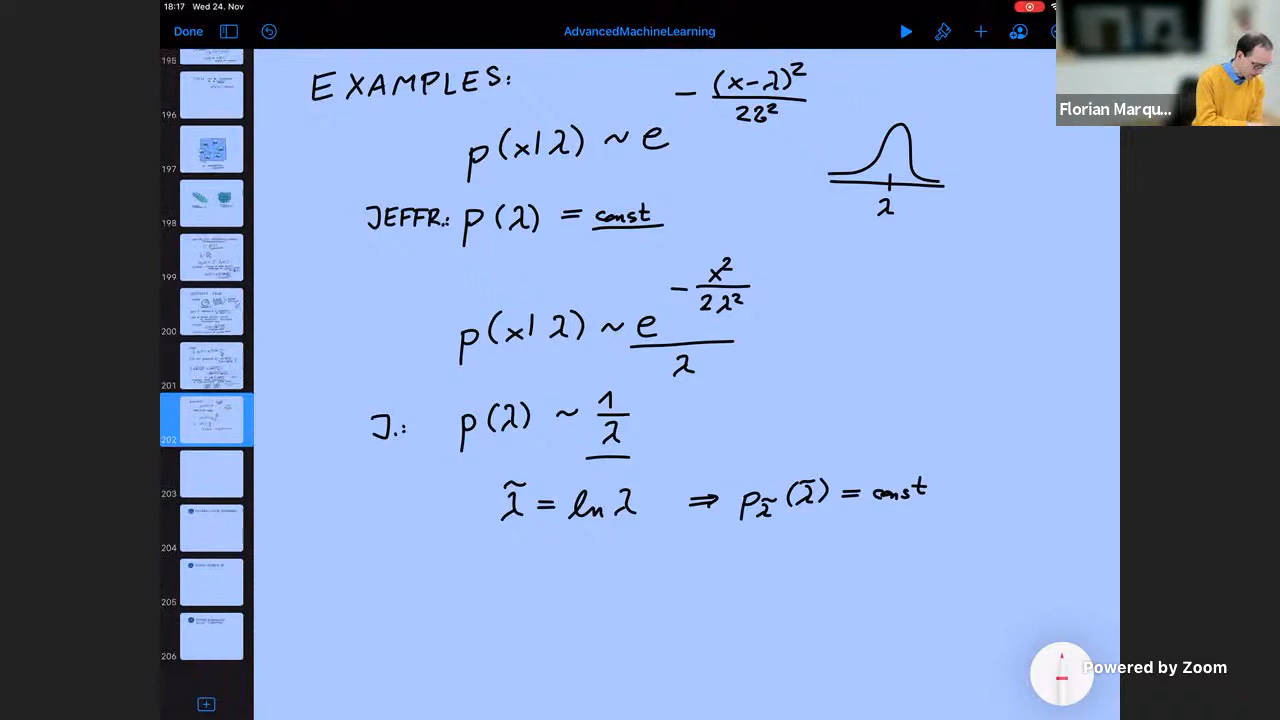 18:17 Wed 24. Nov
Done
AdvancedMachineLearning
Florian Marqu...
EXAMPLES:
p(x|λ) ~ e^{-(x-λ)²/2σ²}
λ
JEFFR.: p(λ) = const
p(x|λ) ~ e^{-x²/2λ²}/λ
J.: p(λ) ~ 1/λ
λ̃ = ln λ ⇒ p_λ̃(λ̃) = const
195
196
197
198
199
200
201
202
203
204
205
206
Powered by Zoom